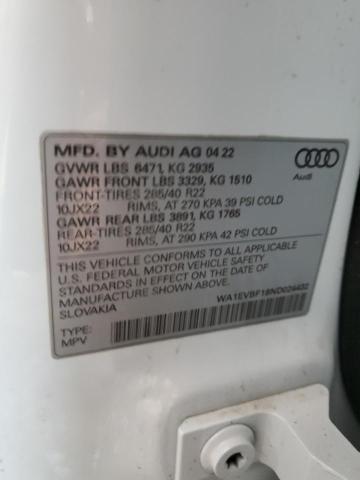 MFD. BY AUDI AG 04 22
GVWR LBS 6471, KG 2935
GAWR FRONT LBS 3329, KG 1510
FRONT-TIRES 285/40 R22
10JX22 RIMS, AT 270 KPA 39 PSI COLD
GAWR REAR LBS 3891, KG 1765
REAR-TIRES 285/40 R22
10JX22 RIMS, AT 290 KPA 42 PSI COLD
Audi
THIS VEHICLE CONFORMS TO ALL APPLICABLE
U.S. FEDERAL MOTOR VEHICLE SAFETY
STANDARDS IN EFFECT ON THE DATE OF
MANUFACTURE SHOWN ABOVE.
SLOVAKIA
TYPE:
MPV